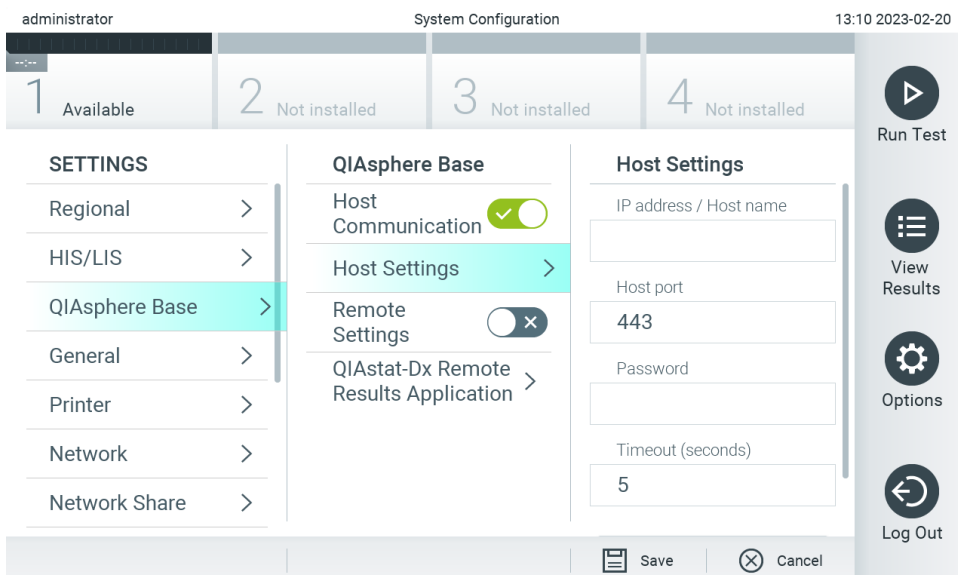 administrator
System Configuration
13:10 2023-02-20
--:--
1 Available
2 Not installed
3 Not installed
4 Not installed
Run Test
View
Results
Options
Log Out
SETTINGS
Regional
HIS/LIS
QIAsphere Base
General
Printer
Network
Network Share
QIAsphere Base
Host
Communication
Host Settings
Remote
Settings
QIAstat-Dx Remote
Results Application
Host Settings
IP address / Host name
Host port
443
Password
Timeout (seconds)
5
Save
Cancel